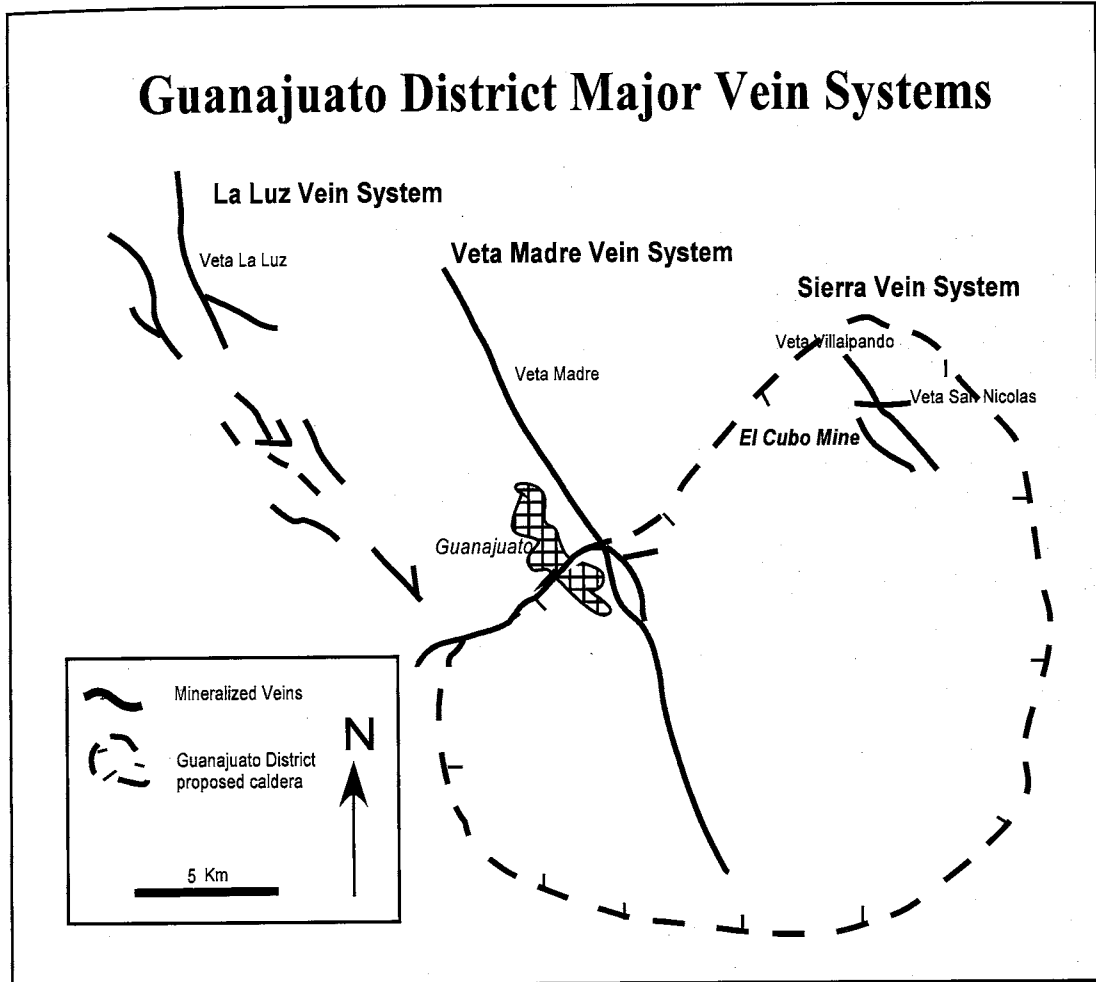 Guanajuato District Major Vein Systems
La Luz Vein System
Veta La Luz
Veta Madre Vein System
Sierra Vein System
Veta Villalpando
Veta Madre
Veta San Nicolas
El Cubo Mine
Guanajuato
Mineralized Veins
Guanajuato District
proposed caldera
N
5 Km